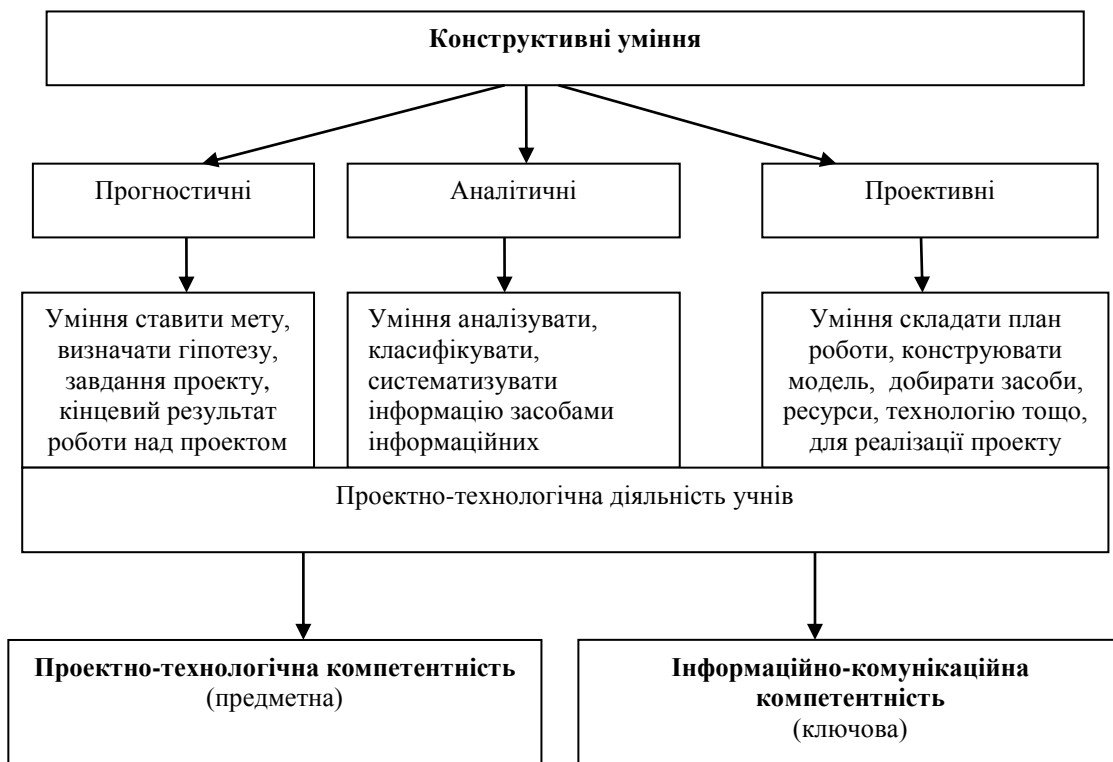 Конструктивні уміння
Прогностичні
Аналітичні
Проективні
Уміння ставити мету,
визначати гіпотезу,
завдання проекту,
кінцевий результат
роботи над проектом
Уміння аналізувати,
класифікувати,
систематизувати
інформацію засобами
інформаційних
Уміння складати план
роботи, конструювати
модель, добирати засоби,
ресурси, технологію тощо,
для реалізації проекту
Проектно-технологічна діяльність учнів
Проектно-технологічна компетентність
(предметна)
Інформаційно-комунікаційна
компетентність
(ключова)